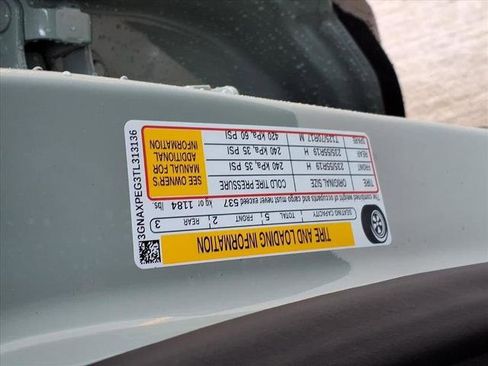 TIRE AND LOADING INFORMATION
SEATING CAPACITY TOTAL 5 FRONT 2 REAR 3
The combined weight of occupants and cargo must never exceed 537 kg or 1184 lbs
TIRE ORIGINAL SIZE COLD TIRE PRESSURE
FRONT 235/55R19 H 240 kPa, 35 PSI
REAR 235/55R19 H 240 kPa, 35 PSI
SPARE T135/70R17 M 420 kPa, 60 PSI
SEE OWNER'S
MANUAL FOR
ADDITIONAL
INFORMATION
3GNAXPEG3TL313136